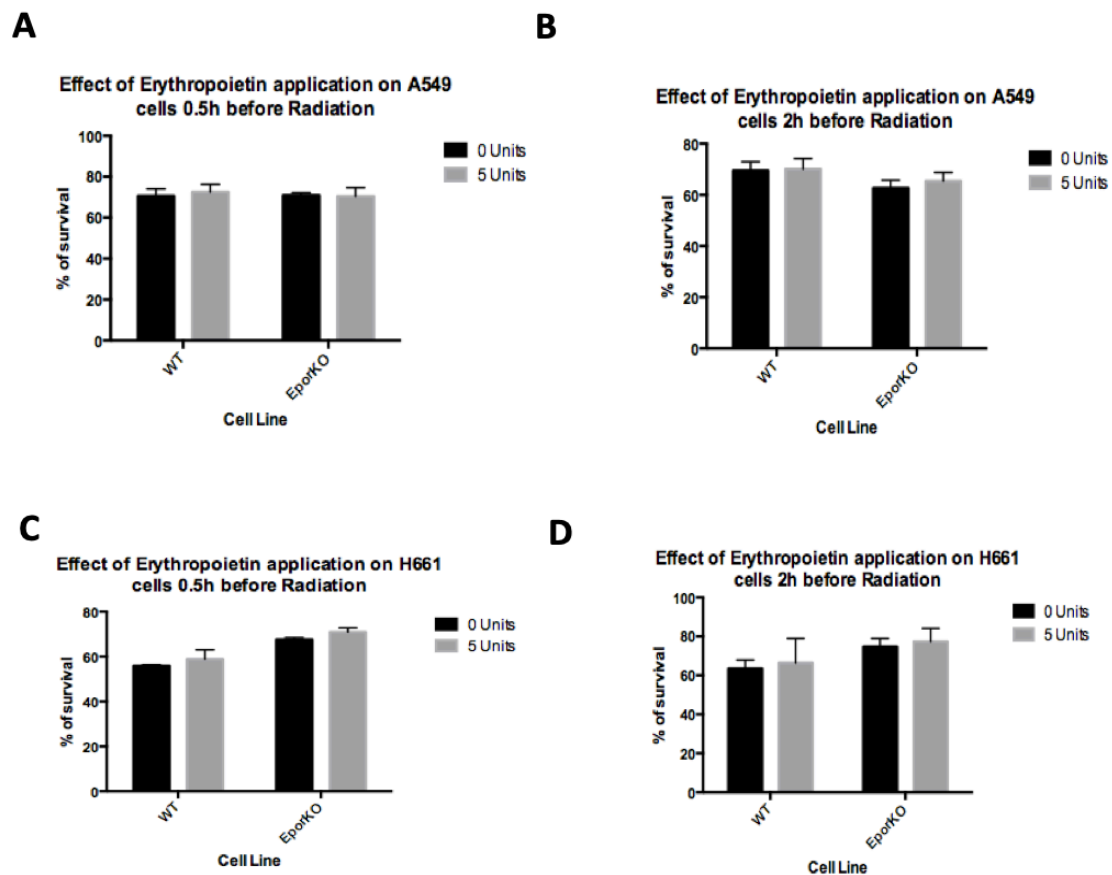 A
Effect of Erythropoietin application on A549
cells 0.5h before Radiation
100
80
60
40
20
0
% of survival
WT
EporKO
Cell Line
0 Units
5 Units
B
Effect of Erythropoietin application on A549
cells 2h before Radiation
80
60
40
20
0
% of survival
WT
EporKO
Cell Line
0 Units
5 Units
C
Effect of Erythropoietin application on H661
cells 0.5h before Radiation
80
60
40
20
0
% of survival
WT
EporKO
Cell Line
0 Units
5 Units
D
Effect of Erythropoietin application on H661
cells 2h before Radiation
100
80
60
40
20
0
% of survival
WT
EporKO
Cell Line
0 Units
5 Units